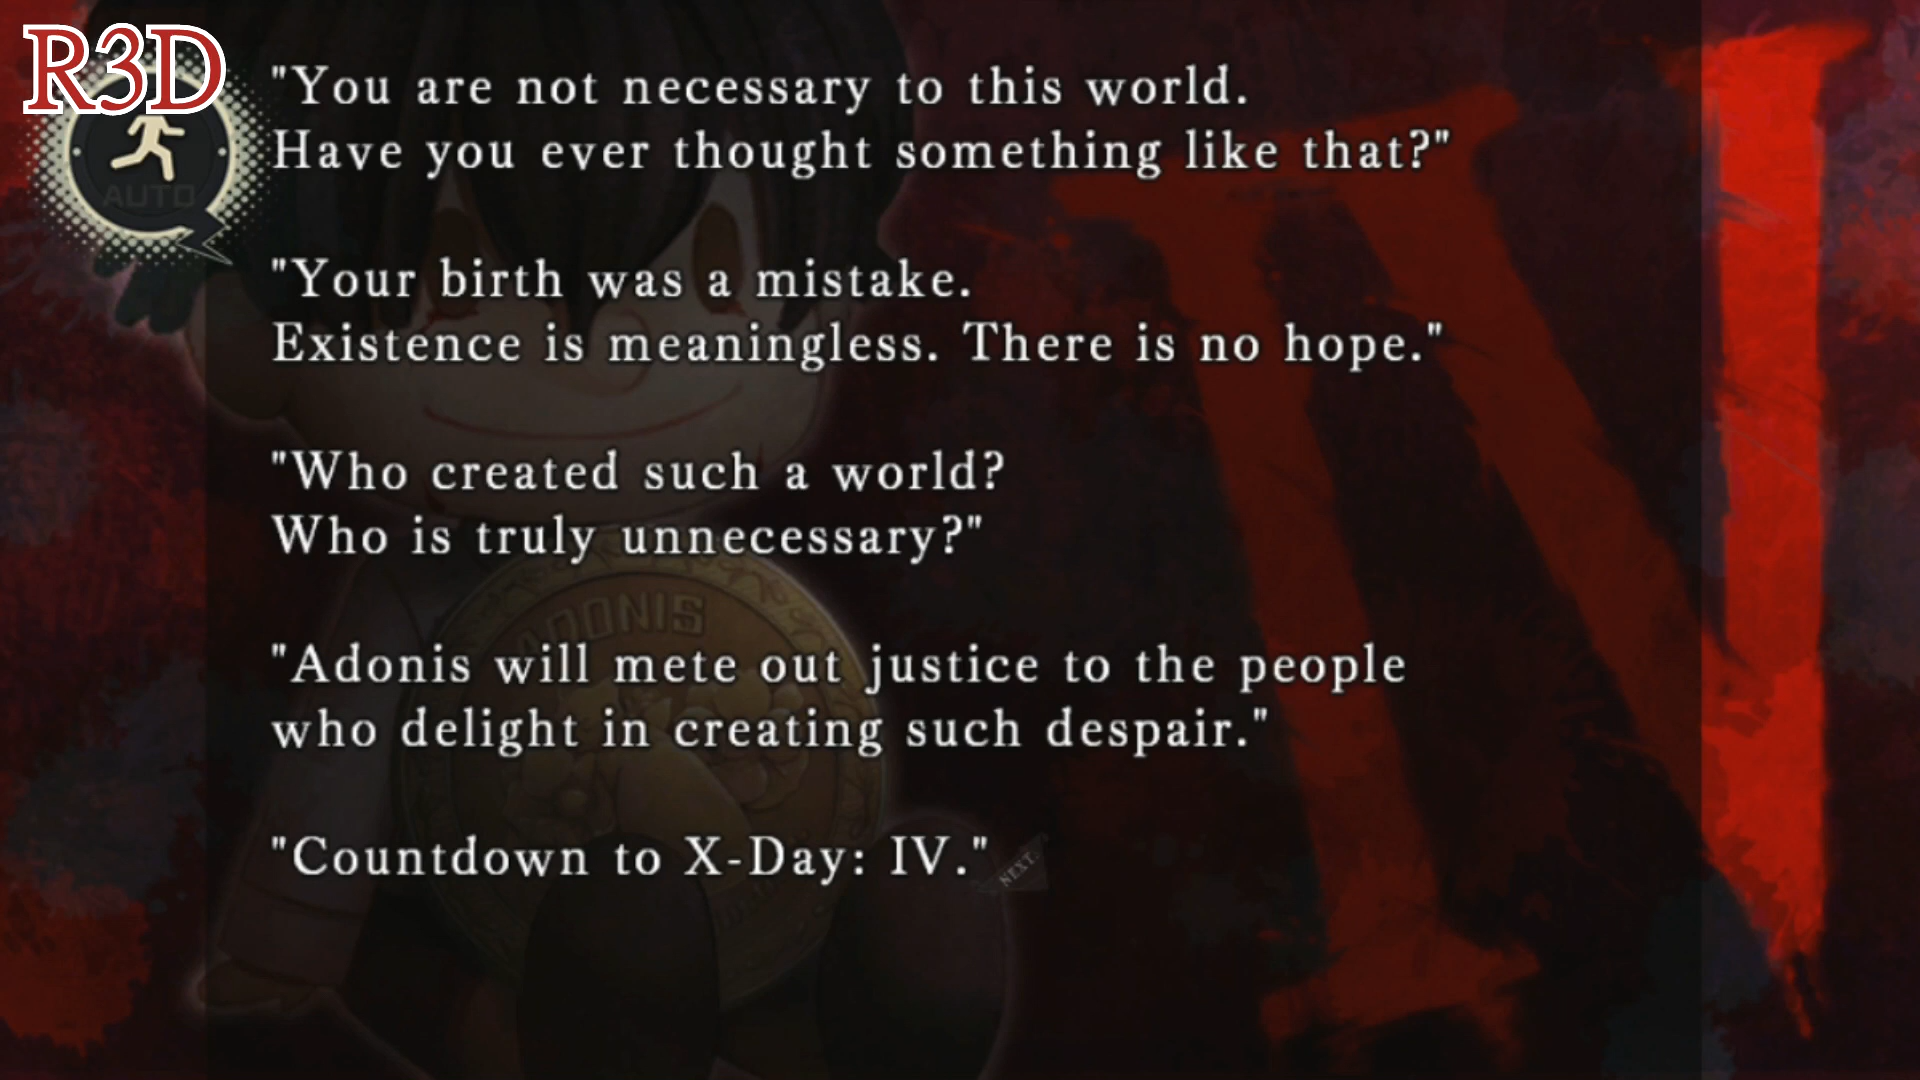 R3D
AUTO
"You are not necessary to this world.
Have you ever thought something like that?"
"Your birth was a mistake.
Existence is meaningless. There is no hope."
"Who created such a world?
Who is truly unnecessary?"
"Adonis will mete out justice to the people
who delight in creating such despair."
"Countdown to X-Day: IV."
NEXT
ADONIS
IV